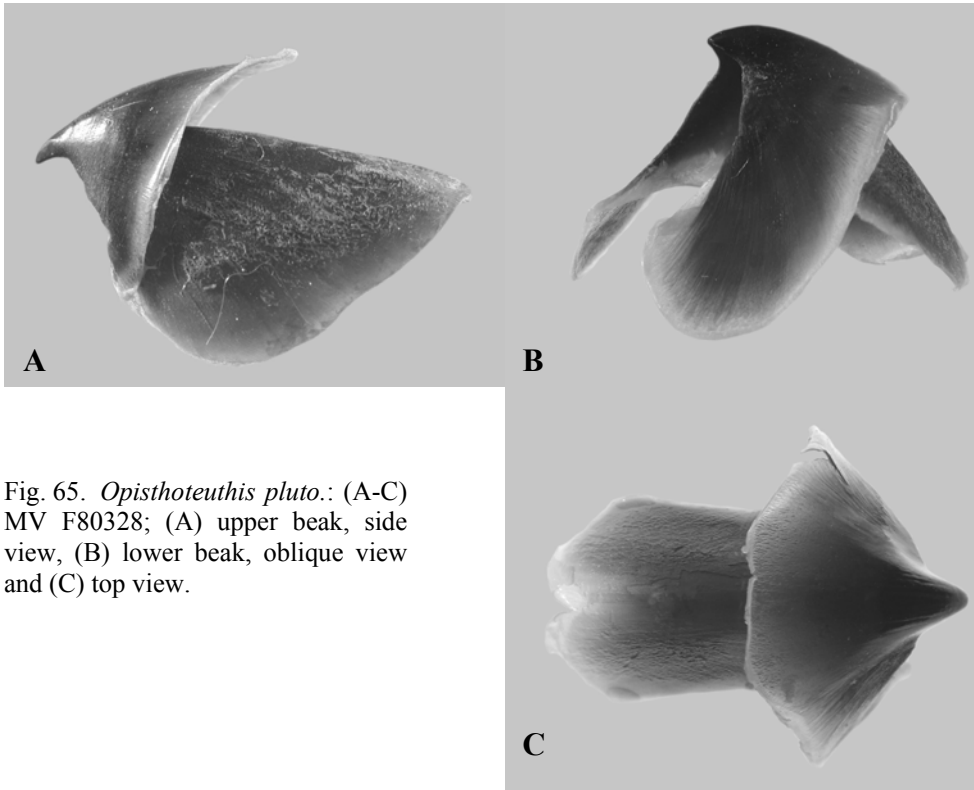 A
B
Fig. 65. Opisthoteuthis pluto.: (A-C)
MV F80328; (A) upper beak, side
view, (B) lower beak, oblique view
and (C) top view.
C